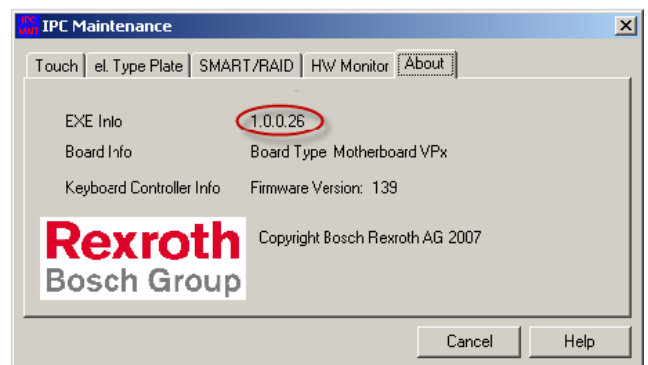 IPC MNT IPC Maintenance
Touch el. Type Plate SMART/RAID HW Monitor About
EXE Info 1.0.0.26
Board Info Board Type Motherboard VPx
Keyboard Controller Info Firmware Version: 139
Rexroth
Bosch Group
Copyright Bosch Rexroth AG 2007
Cancel Help